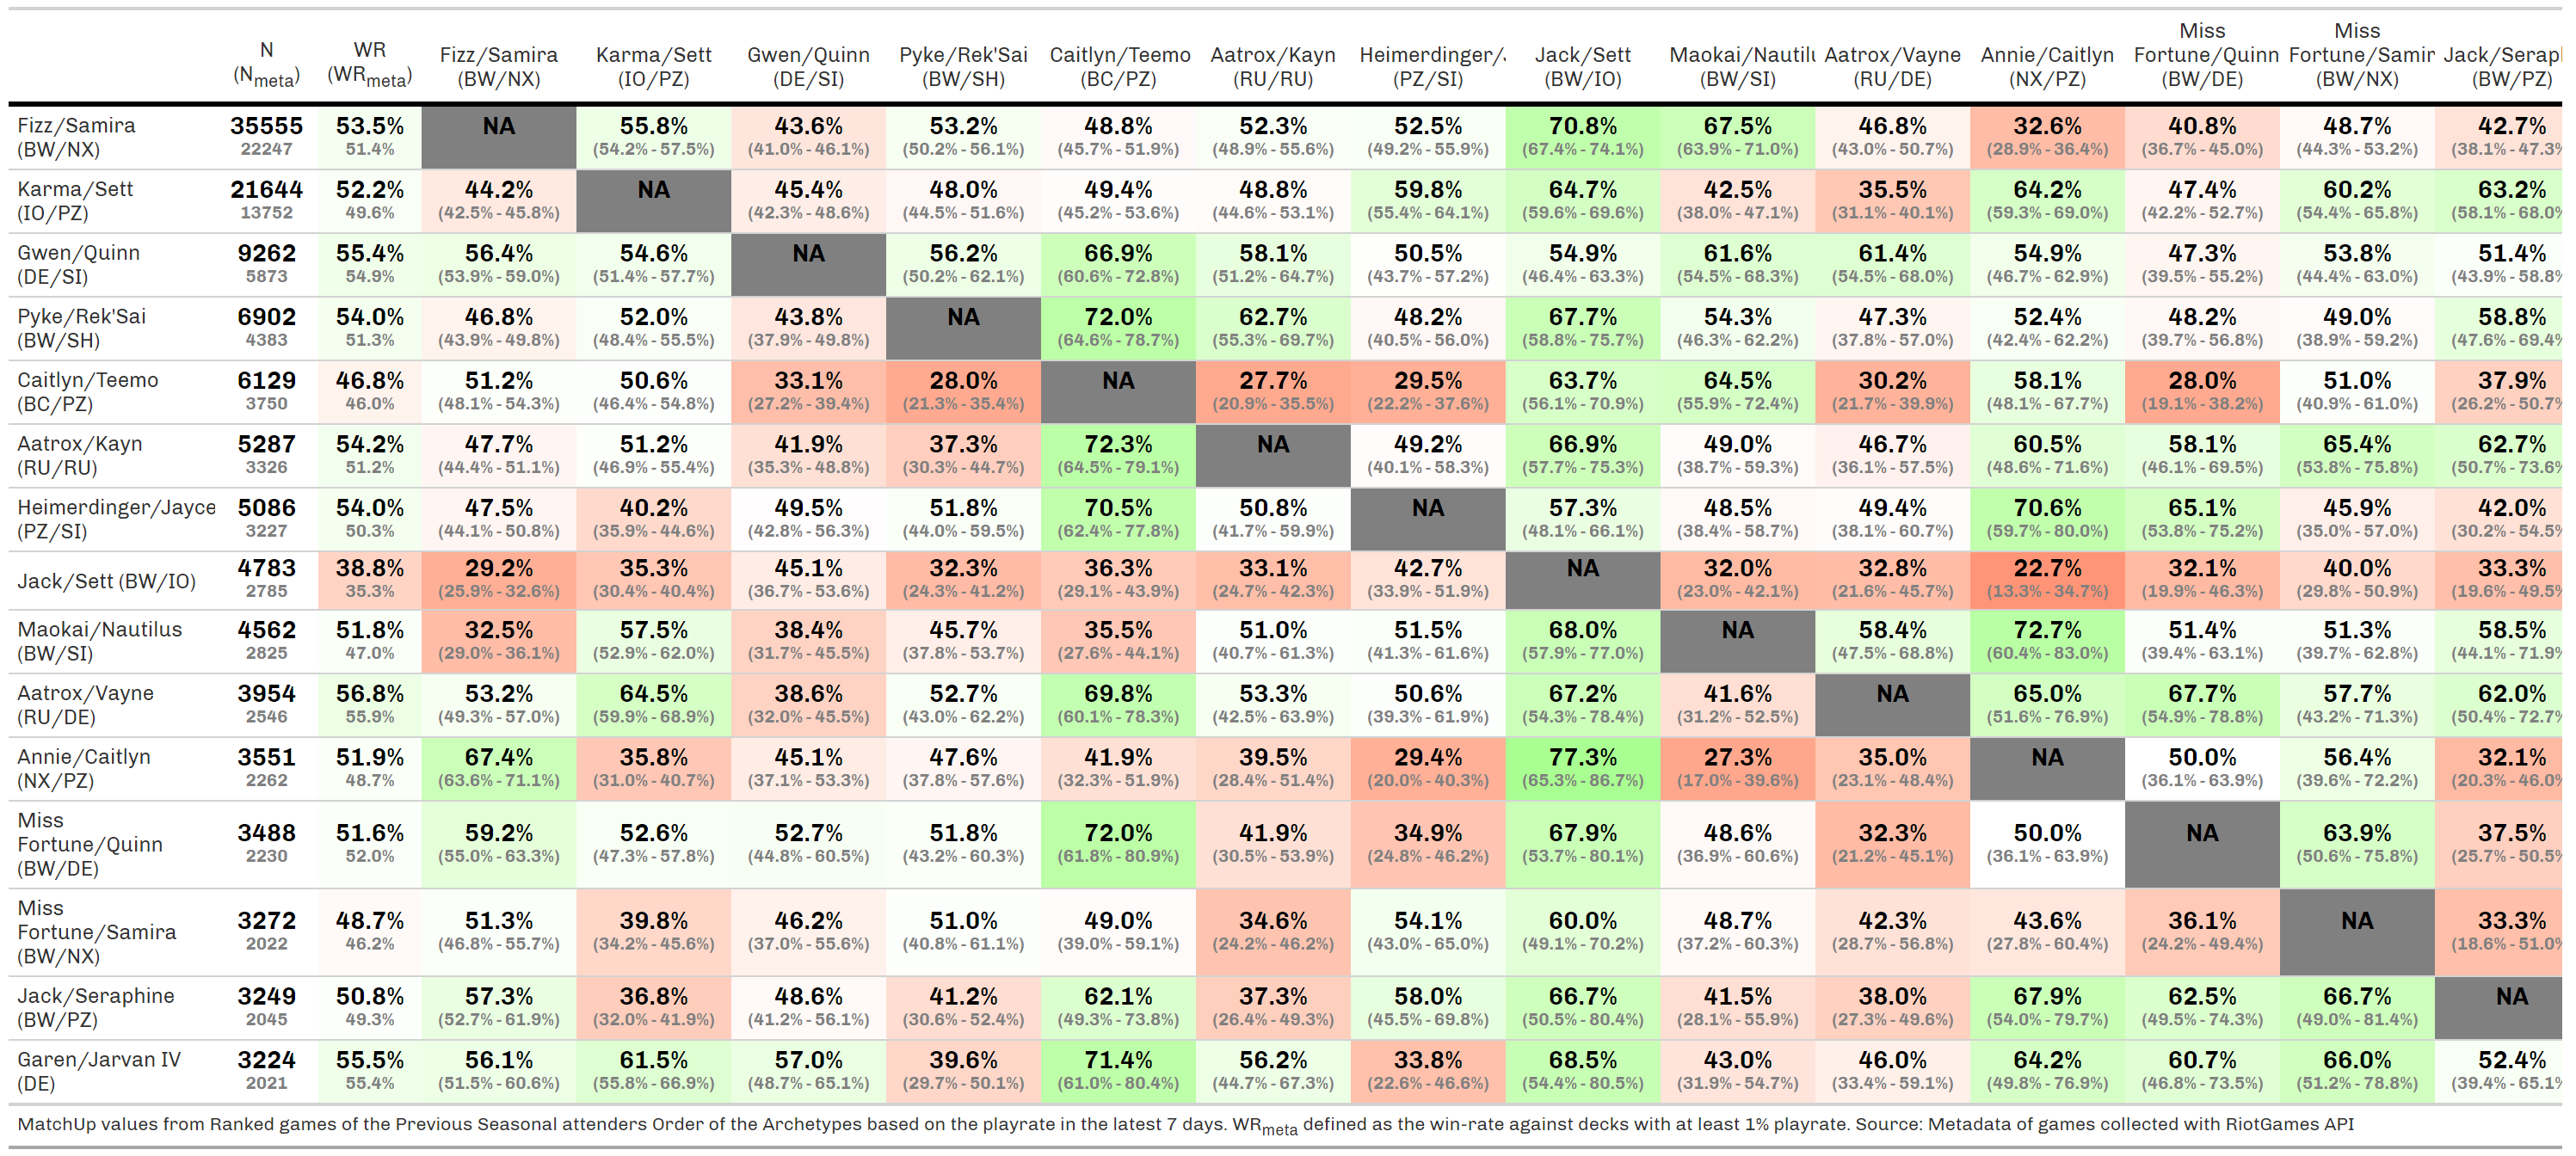 N WR Fizz/Samira Karma/Sett Gwen/Quinn Pyke/Rek'Sai Caitlyn/Teemo Aatrox/Kayn Heimerdinger/ Jack/Sett Maokai/Nautilu Aatrox/Vayne Annie/Caitlyn Miss Fortune/Quinn Miss Fortune/Samir Jack/Serapl
(Nmeta) (WRmeta) (BW/NX) (IO/PZ) (DE/SI) (BW/SH) (BC/PZ) (RU/RU) (PZ/SI) (BW/IO) (BW/SI) (RU/DE) (NX/PZ) (BW/DE) (BW/NX) (BW/PZ)
Fizz/Samira 35555 53.5% NA 55.8% 43.6% 53.2% 48.8% 52.3% 52.5% 70.8% 67.5% 46.8% 32.6% 40.8% 48.7% 42.7%
(BW/NX) 22247 51.4% (54.2% - 57.5%) (41.0% - 46.1%) (50.2% - 56.1%) (45.7% - 51.9%) (48.9% - 55.6%) (49.2% - 55.9%) (67.4% - 74.1%) (63.9% - 71.0%) (43.0% - 50.7%) (28.9% - 36.4%) (36.7% - 45.0%) (44.3% - 53.2%) (38.1% - 47.3%
Karma/Sett 21644 52.2% 44.2% NA 45.4% 48.0% 49.4% 48.8% 59.8% 64.7% 42.5% 35.5% 64.2% 47.4% 60.2% 63.2%
(IO/PZ) 13752 49.6% (42.5% - 45.8%) (42.3% - 48.6%) (44.5% - 51.6%) (45.2% - 53.6%) (44.6% - 53.1%) (55.4% - 64.1%) (59.6% - 69.6%) (38.0% - 47.1%) (31.1% - 40.1%) (59.3% - 69.0%) (42.2% - 52.7%) (54.4% - 65.8%) (58.1% - 68.0%
Gwen/Quinn 9262 55.4% 56.4% 54.6% NA 56.2% 66.9% 58.1% 50.5% 54.9% 61.6% 61.4% 54.9% 47.3% 53.8% 51.4%
(DE/SI) 5873 54.9% (53.9% - 59.0%) (51.4% - 57.7%) (50.2% - 62.1%) (60.6% - 72.8%) (51.2% - 64.7%) (43.7% - 57.2%) (46.4% - 63.3%) (54.5% - 68.3%) (54.5% - 68.0%) (46.7% - 62.9%) (39.5% - 55.2%) (44.4% - 63.0%) (43.9% - 58.8%
Pyke/Rek'Sai 6902 54.0% 46.8% 52.0% 43.8% NA 72.0% 62.7% 48.2% 67.7% 54.3% 47.3% 52.4% 48.2% 49.0% 58.8%
(BW/SH) 4383 51.3% (43.9% - 49.8%) (48.4% - 55.5%) (37.9% - 49.8%) (64.6% - 78.7%) (55.3% - 69.7%) (40.5% - 56.0%) (58.8% - 75.7%) (46.3% - 62.2%) (37.8% - 57.0%) (42.4% - 62.2%) (39.7% - 56.8%) (38.9% - 59.2%) (47.6% - 69.4%
Caitlyn/Teemo 6129 46.8% 51.2% 50.6% 33.1% 28.0% NA 27.7% 29.5% 63.7% 64.5% 30.2% 58.1% 28.0% 51.0% 37.9%
(BC/PZ) 3750 46.0% (48.1% - 54.3%) (46.4% - 54.8%) (27.2% - 39.4%) (21.3% - 35.4%) (20.9% - 35.5%) (22.2% - 37.6%) (56.1% - 70.9%) (55.9% - 72.4%) (21.7% - 39.9%) (48.1% - 67.7%) (19.1% - 38.2%) (40.9% - 61.0%) (26.2% - 50.7%
Aatrox/Kayn 5287 54.2% 47.7% 51.2% 41.9% 37.3% 72.3% NA 49.2% 66.9% 49.0% 46.7% 60.5% 58.1% 65.4% 62.7%
(RU/RU) 3326 51.2% (44.4% - 51.1%) (46.9% - 55.4%) (35.3% - 48.8%) (30.3% - 44.7%) (64.5% - 79.1%) (40.1% - 58.3%) (57.7% - 75.3%) (38.7% - 59.3%) (36.1% - 57.5%) (48.6% - 71.6%) (46.1% - 69.5%) (53.8% - 75.8%) (50.7% - 73.6%
Heimerdinger/Jayce 5086 54.0% 47.5% 40.2% 49.5% 51.8% 70.5% 50.8% NA 57.3% 48.5% 49.4% 70.6% 65.1% 45.9% 42.0%
(PZ/SI) 3227 50.3% (44.1% - 50.8%) (35.9% - 44.6%) (42.8% - 56.3%) (44.0% - 59.5%) (62.4% - 77.8%) (41.7% - 59.9%) (48.1% - 66.1%) (38.4% - 58.7%) (38.1% - 60.7%) (59.7% - 80.0%) (53.8% - 75.2%) (35.0% - 57.0%) (30.2% - 54.5%
Jack/Sett (BW/IO) 4783 38.8% 29.2% 35.3% 45.1% 32.3% 36.3% 33.1% 42.7% NA 32.0% 32.8% 22.7% 32.1% 40.0% 33.3%
2785 35.3% (25.9% - 32.6%) (30.4% - 40.4%) (36.7% - 53.6%) (24.3% - 41.2%) (29.1% - 43.9%) (24.7% - 42.3%) (33.9% - 51.9%) (23.0% - 42.1%) (21.6% - 45.7%) (13.3% - 34.7%) (19.9% - 46.3%) (29.8% - 50.9%) (19.6% - 49.5%
Maokai/Nautilus 4562 51.8% 32.5% 57.5% 38.4% 45.7% 35.5% 51.0% 51.5% 68.0% NA 58.4% 72.7% 51.4% 51.3% 58.5%
(BW/SI) 2825 47.0% (29.0% - 36.1%) (52.9% - 62.0%) (31.7% - 45.5%) (37.8% - 53.7%) (27.6% - 44.1%) (40.7% - 61.3%) (41.3% - 61.6%) (57.9% - 77.0%) (47.5% - 68.8%) (60.4% - 83.0%) (39.4% - 63.1%) (39.7% - 62.8%) (44.1% - 71.9%
Aatrox/Vayne 3954 56.8% 53.2% 64.5% 38.6% 52.7% 69.8% 53.3% 50.6% 67.2% 41.6% NA 65.0% 67.7% 57.7% 62.0%
(RU/DE) 2546 55.9% (49.3% - 57.0%) (59.9% - 68.9%) (32.0% - 45.5%) (43.0% - 62.2%) (60.1% - 78.3%) (42.5% - 63.9%) (39.3% - 61.9%) (54.3% - 78.4%) (31.2% - 52.5%) (51.6% - 76.9%) (54.9% - 78.8%) (43.2% - 71.3%) (50.4% - 72.7%
Annie/Caitlyn 3551 51.9% 67.4% 35.8% 45.1% 47.6% 41.9% 39.5% 29.4% 77.3% 27.3% 35.0% NA 50.0% 56.4% 32.1%
(NX/PZ) 2262 48.7% (63.6% - 71.1%) (31.0% - 40.7%) (37.1% - 53.3%) (37.8% - 57.6%) (32.3% - 51.9%) (28.4% - 51.4%) (20.0% - 40.3%) (65.3% - 86.7%) (17.0% - 39.6%) (23.1% - 48.4%) (36.1% - 63.9%) (39.6% - 72.2%) (20.3% - 46.0%
Miss
Fortune/Quinn 3488 51.6% 59.2% 52.6% 52.7% 51.8% 72.0% 41.9% 34.9% 67.9% 48.6% 32.3% 50.0% NA 63.9% 37.5%
(BW/DE) 2230 52.0% (55.0% - 63.3%) (47.3% - 57.8%) (44.8% - 60.5%) (43.2% - 60.3%) (61.8% - 80.9%) (30.5% - 53.9%) (24.8% - 46.2%) (53.7% - 80.1%) (36.9% - 60.6%) (21.2% - 45.1%) (36.1% - 63.9%) (50.6% - 75.8%) (25.7% - 50.5%
Miss
Fortune/Samira 3272 48.7% 51.3% 39.8% 46.2% 51.0% 49.0% 34.6% 54.1% 60.0% 48.7% 42.3% 43.6% 36.1% NA 33.3%
(BW/NX) 2022 46.2% (46.8% - 55.7%) (34.2% - 45.6%) (37.0% - 55.6%) (40.8% - 61.1%) (39.0% - 59.1%) (24.2% - 46.2%) (43.0% - 65.0%) (49.1% - 70.2%) (37.2% - 60.3%) (28.7% - 56.8%) (27.8% - 60.4%) (24.2% - 49.4%) (18.6% - 51.0%
Jack/Seraphine 3249 50.8% 57.3% 36.8% 48.6% 41.2% 62.1% 37.3% 58.0% 66.7% 41.5% 38.0% 67.9% 62.5% 66.7% NA
(BW/PZ) 2045 49.3% (52.7% - 61.9%) (32.0% - 41.9%) (41.2% - 56.1%) (30.6% - 52.4%) (49.3% - 73.8%) (26.4% - 49.3%) (45.5% - 69.8%) (50.5% - 80.4%) (28.1% - 55.9%) (27.3% - 49.6%) (54.0% - 79.7%) (49.5% - 74.3%) (49.0% - 81.4%)
Garen/Jarvan IV 3224 55.5% 56.1% 61.5% 57.0% 39.6% 71.4% 56.2% 33.8% 68.5% 43.0% 46.0% 64.2% 60.7% 66.0% 52.4%
(DE) 2021 55.4% (51.5% - 60.6%) (55.8% - 66.9%) (48.7% - 65.1%) (29.7% - 50.1%) (61.0% - 80.4%) (44.7% - 67.3%) (22.6% - 46.6%) (54.4% - 80.5%) (31.9% - 54.7%) (33.4% - 59.1%) (49.8% - 76.9%) (46.8% - 73.5%) (51.2% - 78.8%) (39.4% - 65.1%
MatchUp values from Ranked games of the Previous Seasonal attenders Order of the Archetypes based on the playrate in the latest 7 days. WRmeta defined as the win-rate against decks with at least 1% playrate. Source: Metadata of games collected with RiotGames API